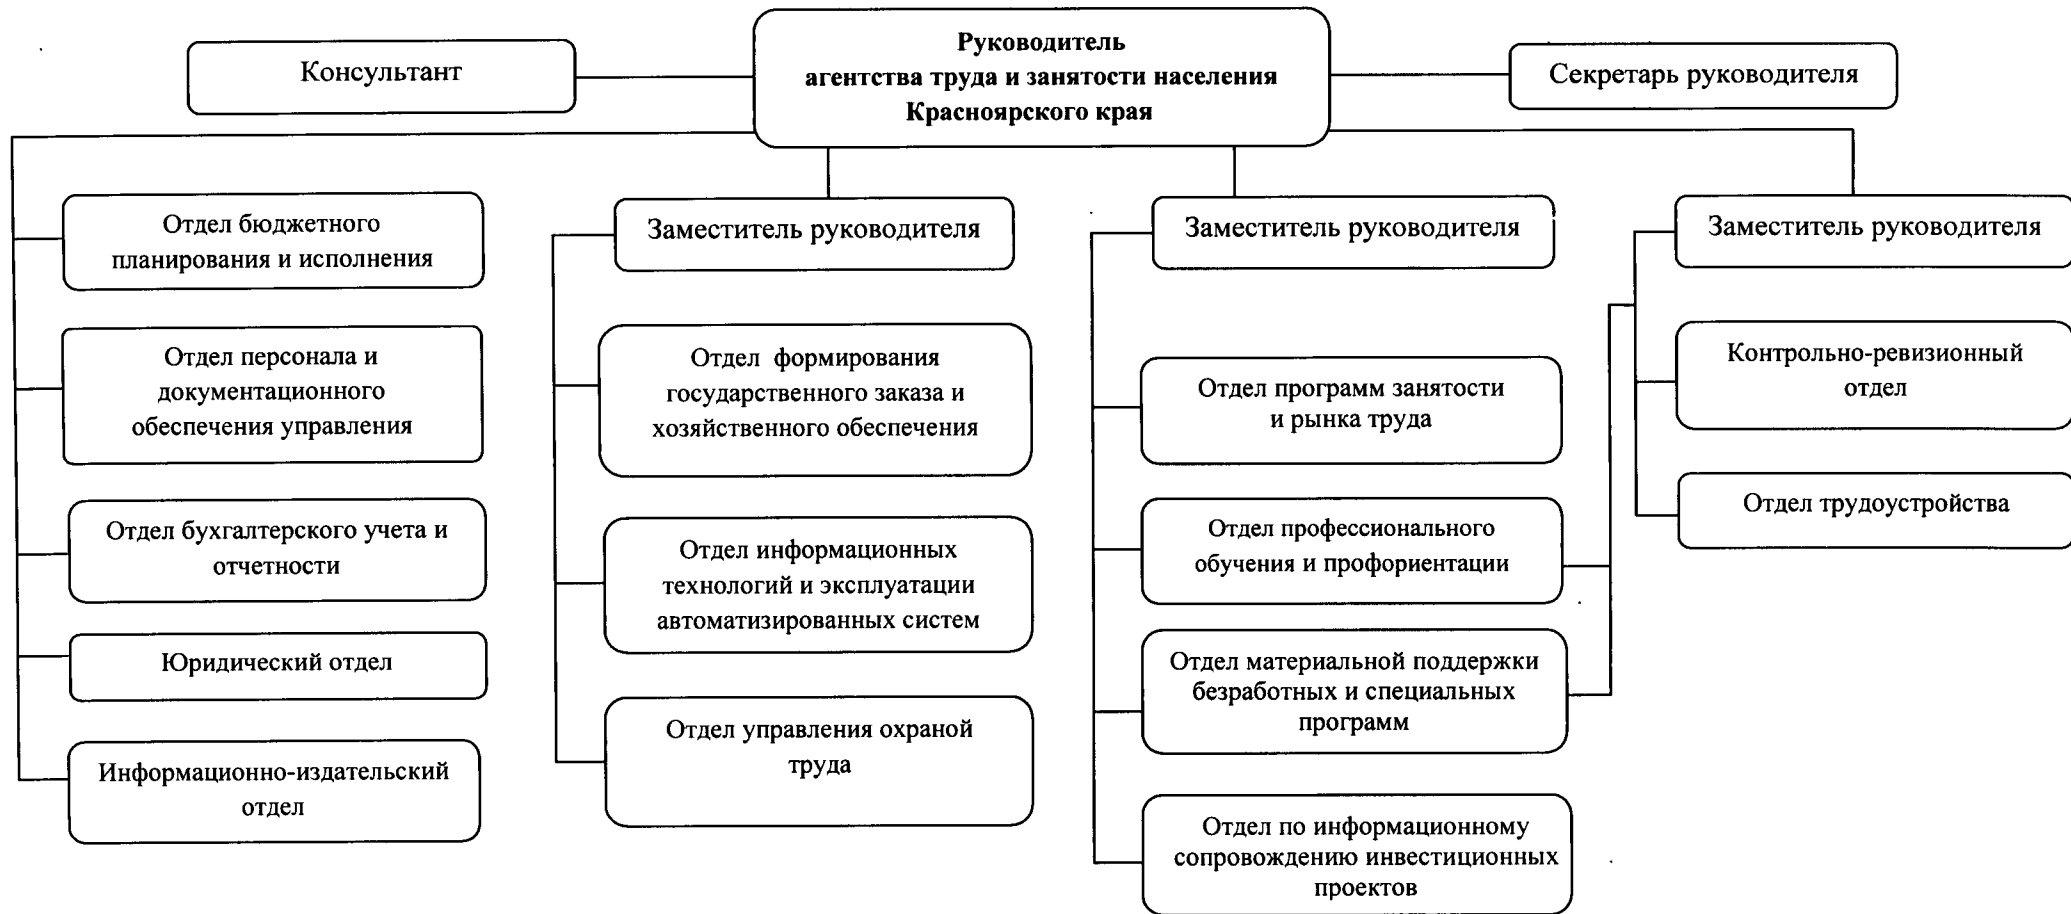 Руководитель
агентства труда и занятости населения
Красноярского края
Консультант
Секретарь руководителя
Отдел бюджетного
планирования и исполнения
Отдел персонала и
документационного
обеспечения управления
Отдел бухгалтерского учета и
отчетности
Юридический отдел
Информационно-издательский
отдел
Заместитель руководителя
Отдел формирования
государственного заказа и
хозяйственного обеспечения
Отдел информационных
технологий и эксплуатации
автоматизированных систем
Отдел управления охраной
труда
Заместитель руководителя
Отдел программ занятости
и рынка труда
Отдел профессионального
обучения и профориентации
Отдел материальной поддержки
безработных и специальных
программ
Отдел по информационному
сопровождению инвестиционных
проектов
Заместитель руководителя
Контрольно-ревизионный
отдел
Отдел трудоустройства